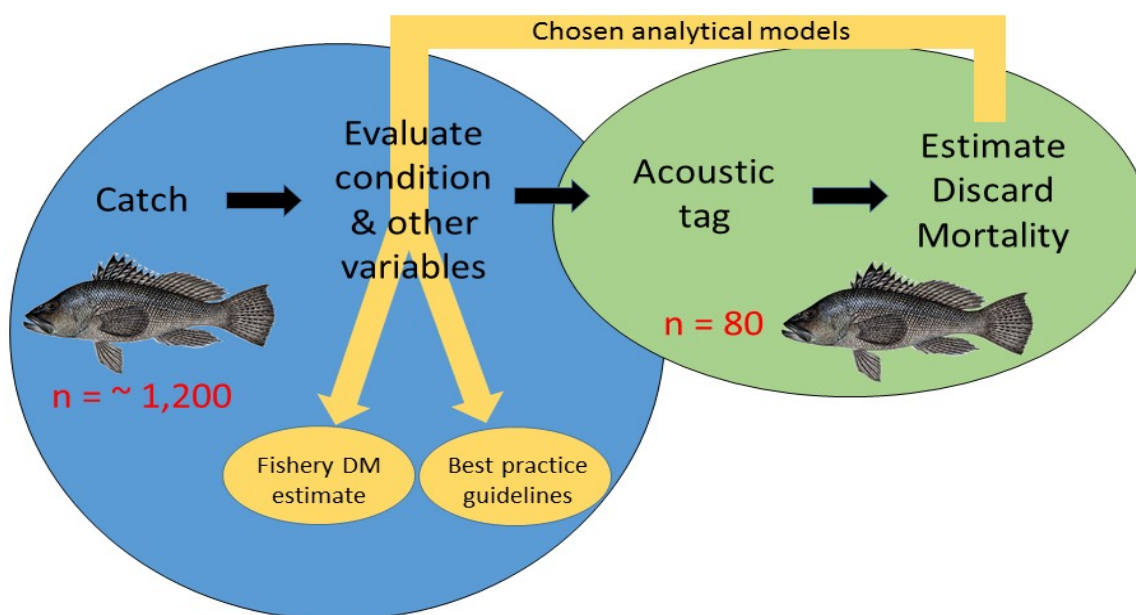 Chosen analytical models
Catch
Evaluate
condition
& other
variables
Acoustic
tag
Estimate
Discard
Mortality
n = ~ 1,200
n = 80
Fishery DM
estimate
Best practice
guidelines